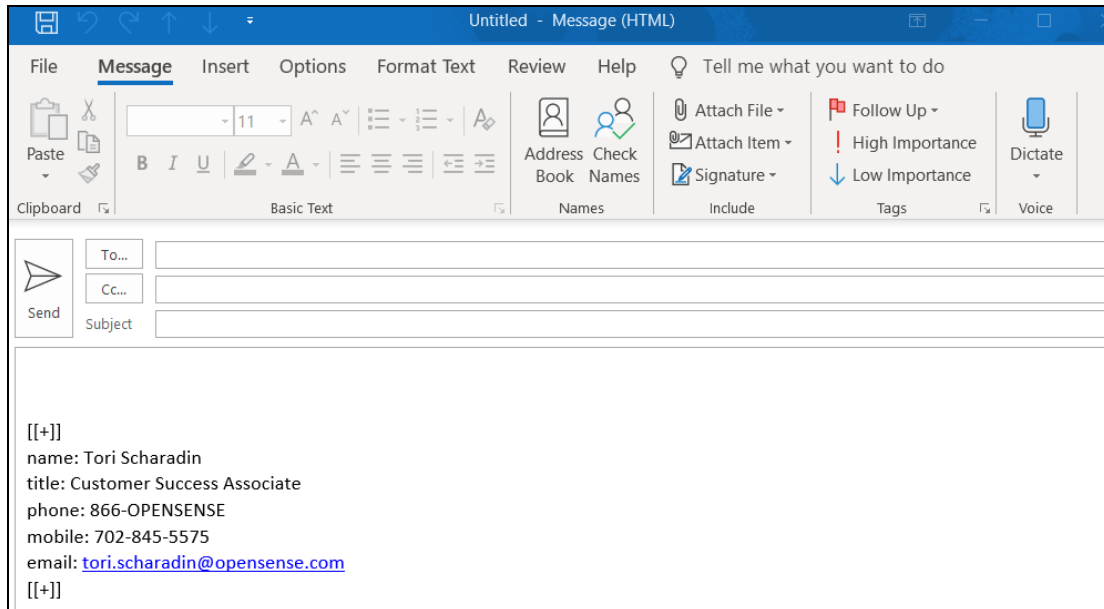 Untitled - Message (HTML)
File Message Insert Options Format Text Review Help Tell me what you want to do
Paste
Clipboard
11 A^ A˅
B I U A
Basic Text
Address Book
Check Names
Names
Attach File
Attach Item
Signature
Include
Follow Up
High Importance
Low Importance
Tags
Dictate
Voice
Send
To...
Cc...
Subject
[[+]]
name: Tori Scharadin
title: Customer Success Associate
phone: 866-OPENSENSE
mobile: 702-845-5575
email: tori.scharadin@opensense.com
[[+]]